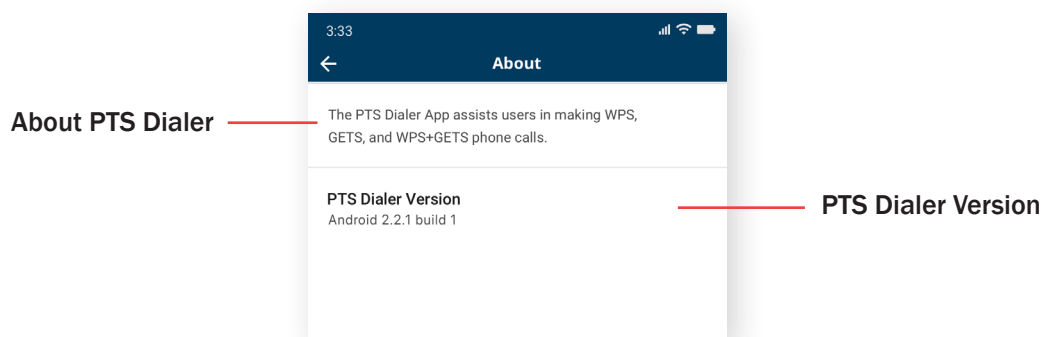 3:33
About
About PTS Dialer
The PTS Dialer App assists users in making WPS,
GETS, and WPS+GETS phone calls.
PTS Dialer Version
Android 2.2.1 build 1
PTS Dialer Version